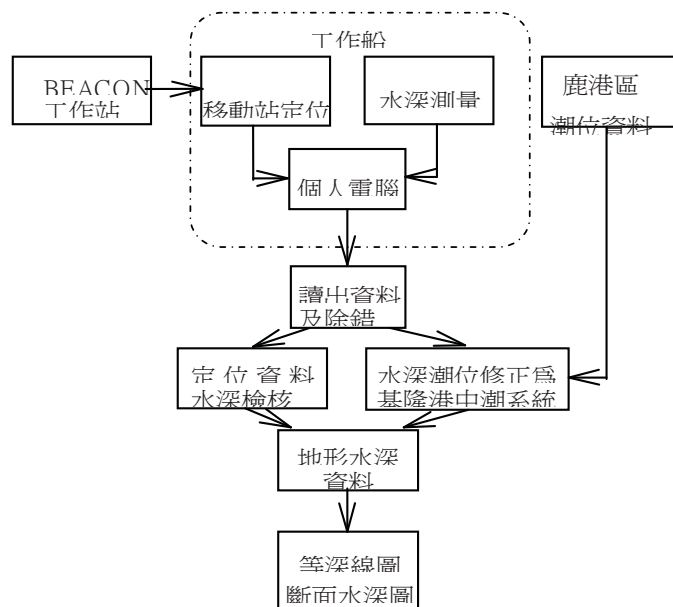 工作船
BEACON
工作站
移動站定位
水深測量
鹿港區
潮位資料
個人電腦
讀出資料
及除錯
定位資料
水深檢核
水深潮位修正為
基隆港中潮系統
地形水深
資料
等深線圖
斷面水深圖